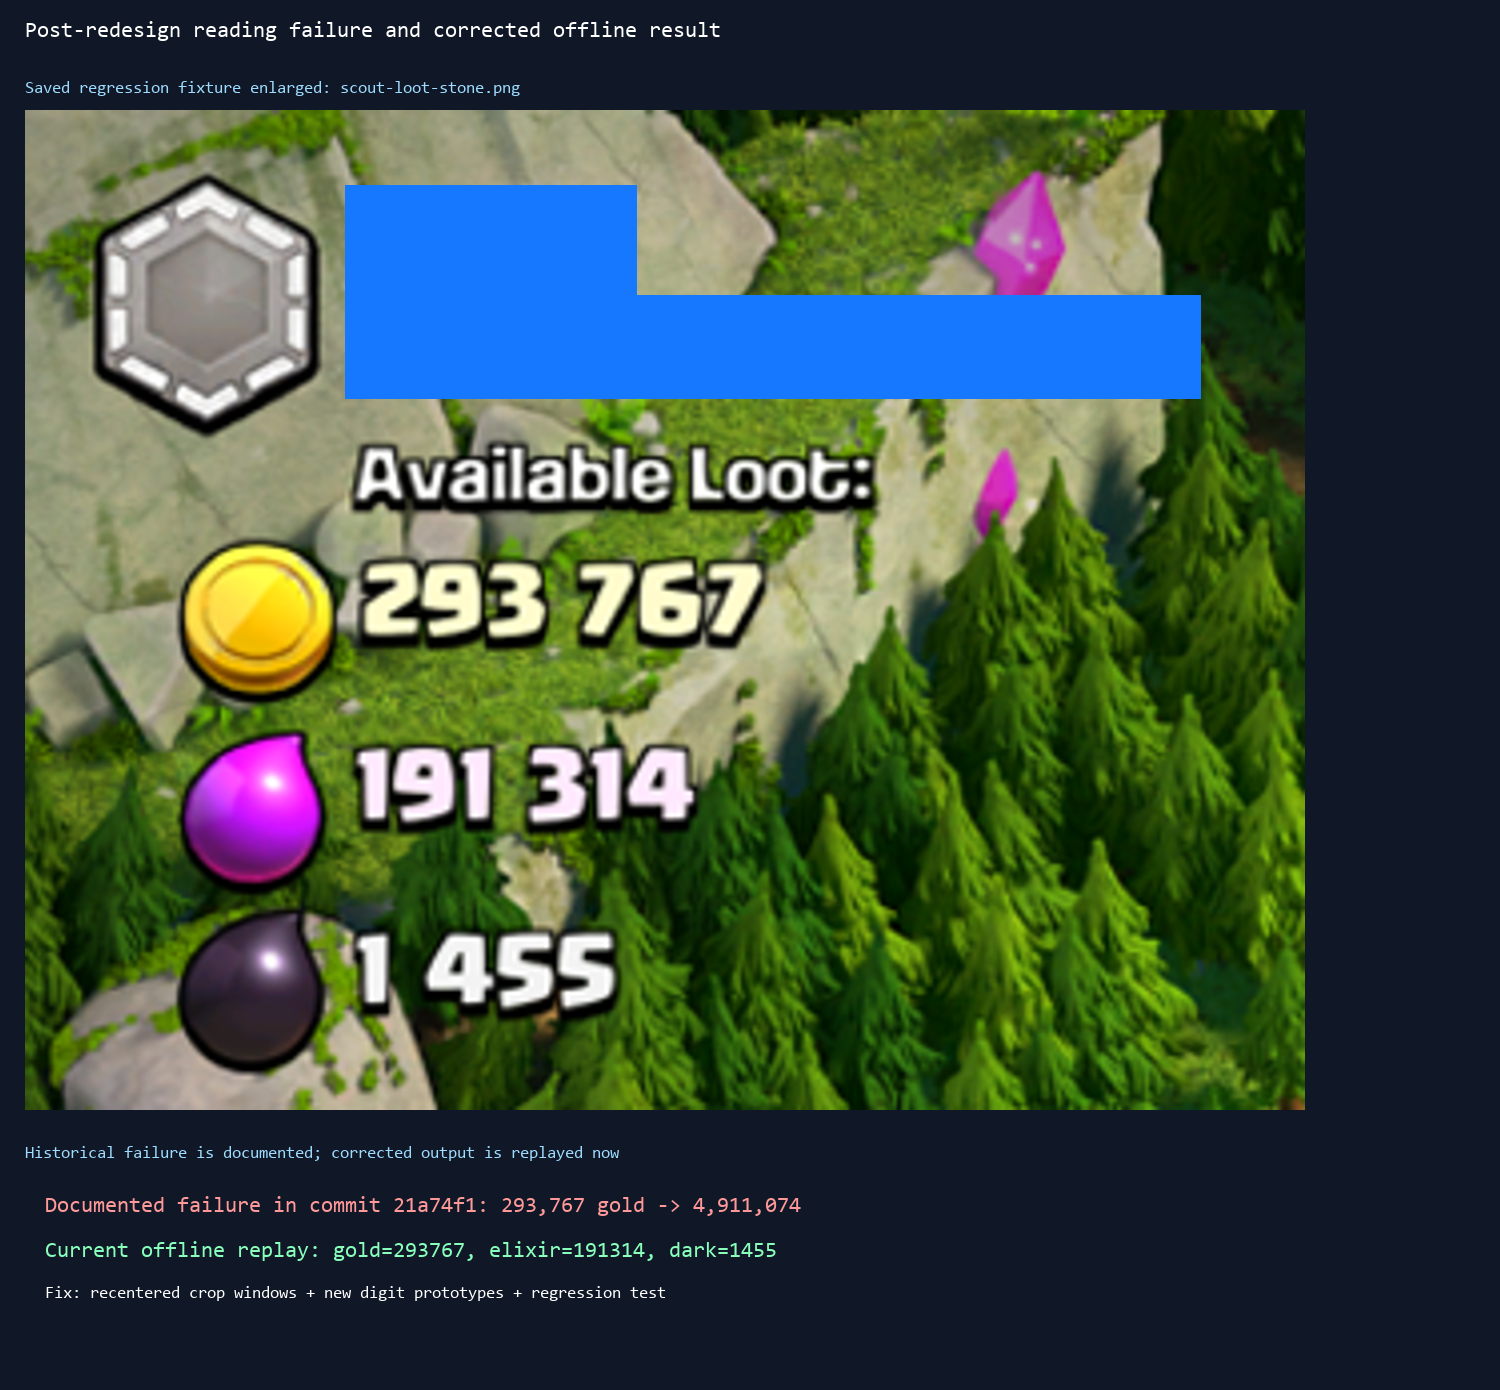 Post-redesign reading failure and corrected offline result
Saved regression fixture enlarged: scout-loot-stone.png
Available Loot:
293 767
191 314
1 455
Historical failure is documented; corrected output is replayed now
Documented failure in commit 21a74f1: 293,767 gold -> 4,911,074
Current offline replay: gold=293767, elixir=191314, dark=1455
Fix: recentered crop windows + new digit prototypes + regression test